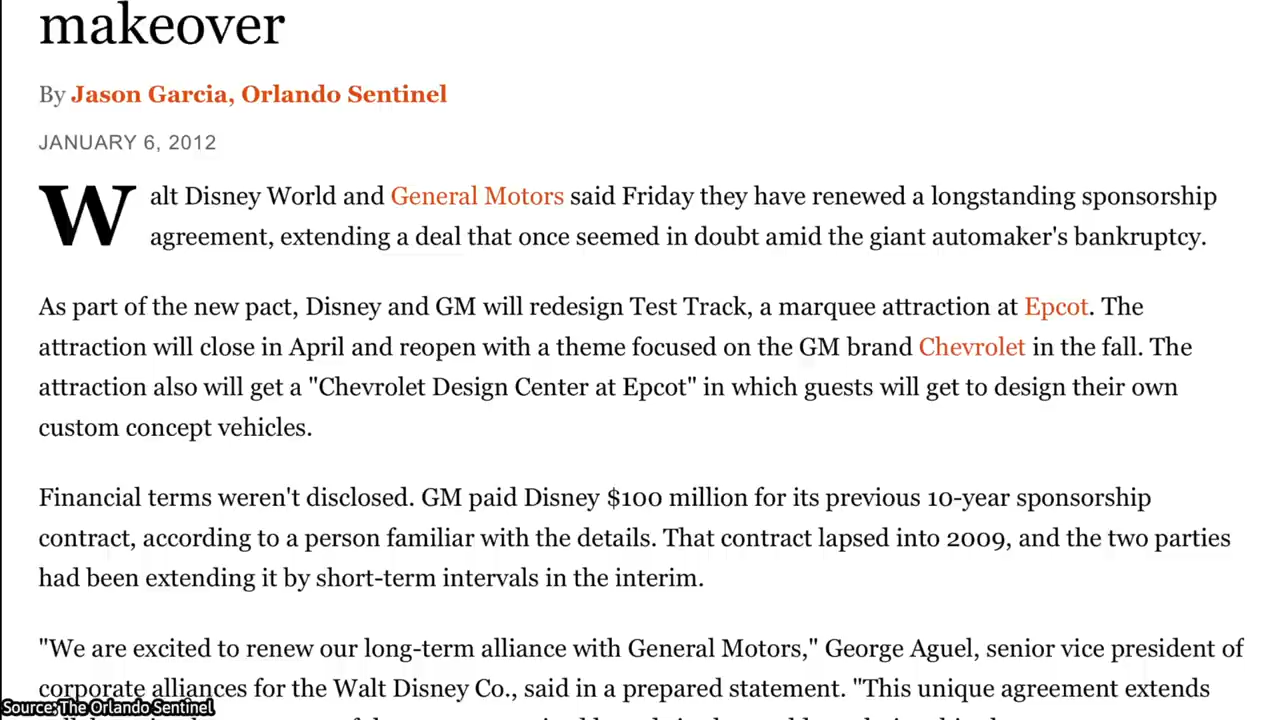 makeover
By Jason Garcia, Orlando Sentinel
JANUARY 6, 2012
Walt Disney World and General Motors said Friday they have renewed a longstanding sponsorship
agreement, extending a deal that once seemed in doubt amid the giant automaker's bankruptcy.
As part of the new pact, Disney and GM will redesign Test Track, a marquee attraction at Epcot. The
attraction will close in April and reopen with a theme focused on the GM brand Chevrolet in the fall. The
attraction also will get a "Chevrolet Design Center at Epcot" in which guests will get to design their own
custom concept vehicles.
Financial terms weren't disclosed. GM paid Disney $100 million for its previous 10-year sponsorship
contract, according to a person familiar with the details. That contract lapsed into 2009, and the two parties
had been extending it by short-term intervals in the interim.
"We are excited to renew our long-term alliance with General Motors," George Aguel, senior vice president of
corporate alliances for the Walt Disney Co., said in a prepared statement. "This unique agreement extends
Source: The Orlando Sentinel